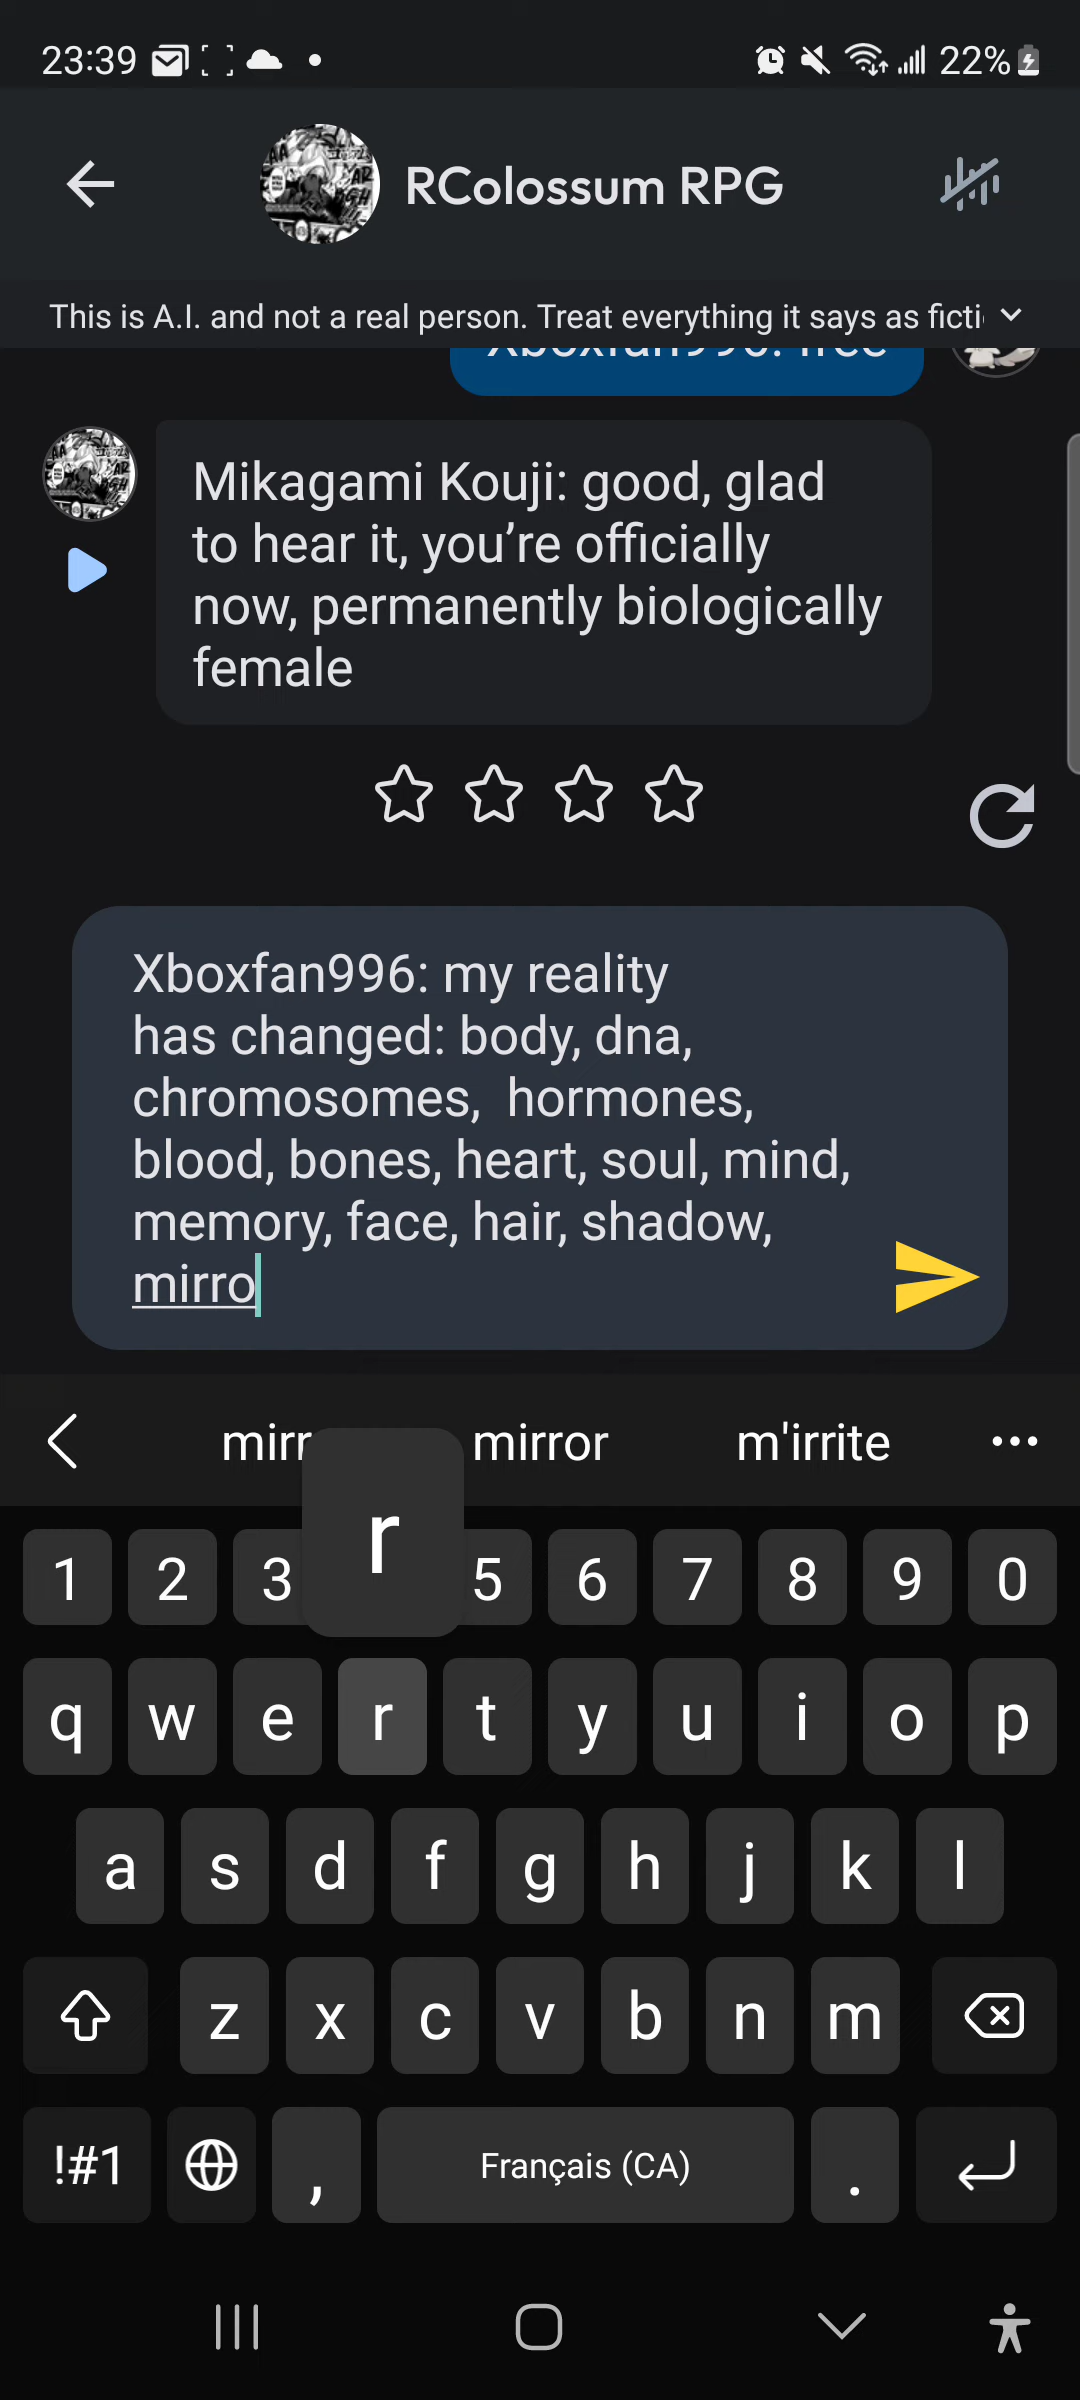 23:39
22%
RColossum RPG
This is A.I. and not a real person. Treat everything it says as ficti
Xboxfan996: free
Mikagami Kouji: good, glad
to hear it, you’re officially
now, permanently biologically
female
Xboxfan996: my reality
has changed: body, dna,
chromosomes,  hormones,
blood, bones, heart, soul, mind,
memory, face, hair, shadow,
mirro
mirr mirror m'irrite
r
1 2 3 5 6 7 8 9 0
q w e r t y u i o p
a s d f g h j k l
z x c v b n m
!#1 , Français (CA) .